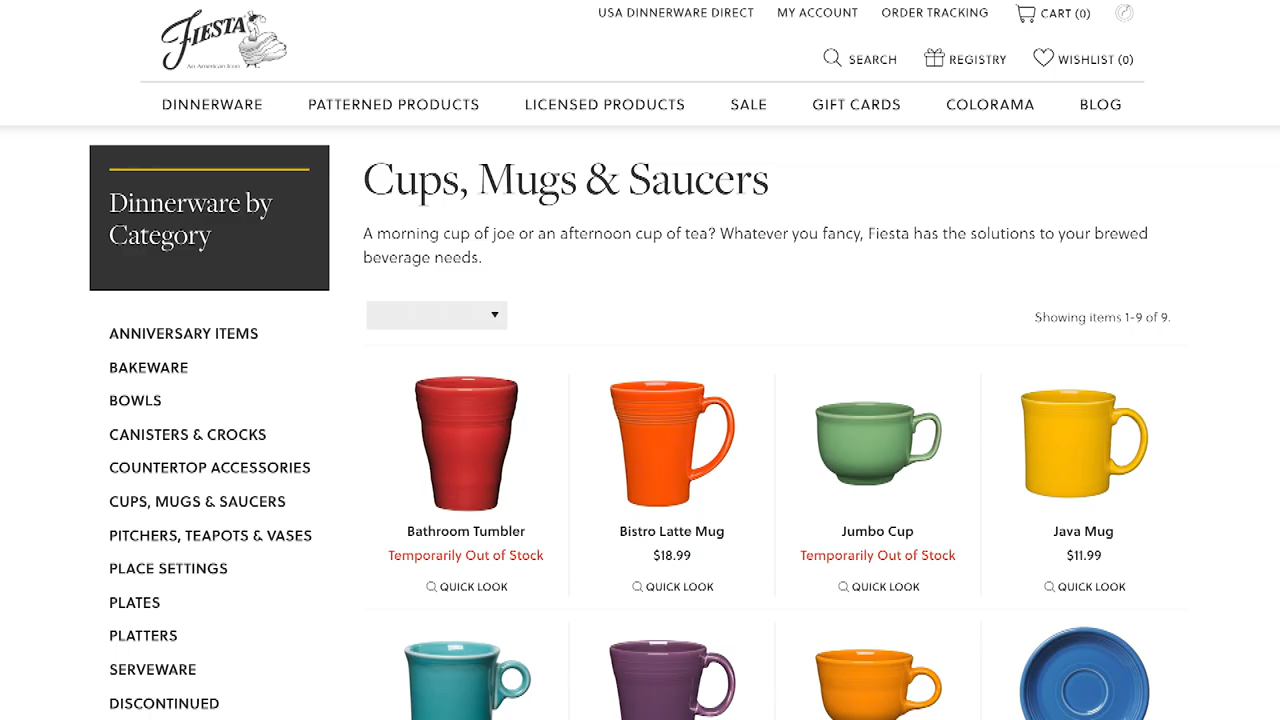 USA DINNERWARE DIRECT MY ACCOUNT ORDER TRACKING CART (0)
FIESTA
An American Icon
SEARCH REGISTRY WISHLIST (0)
DINNERWARE PATTERNED PRODUCTS LICENSED PRODUCTS SALE GIFT CARDS COLORAMA BLOG
Dinnerware by
Category
ANNIVERSARY ITEMS
BAKEWARE
BOWLS
CANISTERS & CROCKS
COUNTERTOP ACCESSORIES
CUPS, MUGS & SAUCERS
PITCHERS, TEAPOTS & VASES
PLACE SETTINGS
PLATES
PLATTERS
SERVEWARE
DISCONTINUED
Cups, Mugs & Saucers
A morning cup of joe or an afternoon cup of tea? Whatever you fancy, Fiesta has the solutions to your brewed
beverage needs.
Showing items 1-9 of 9.
Bathroom Tumbler
Temporarily Out of Stock
QUICK LOOK
Bistro Latte Mug
$18.99
QUICK LOOK
Jumbo Cup
Temporarily Out of Stock
QUICK LOOK
Java Mug
$11.99
QUICK LOOK